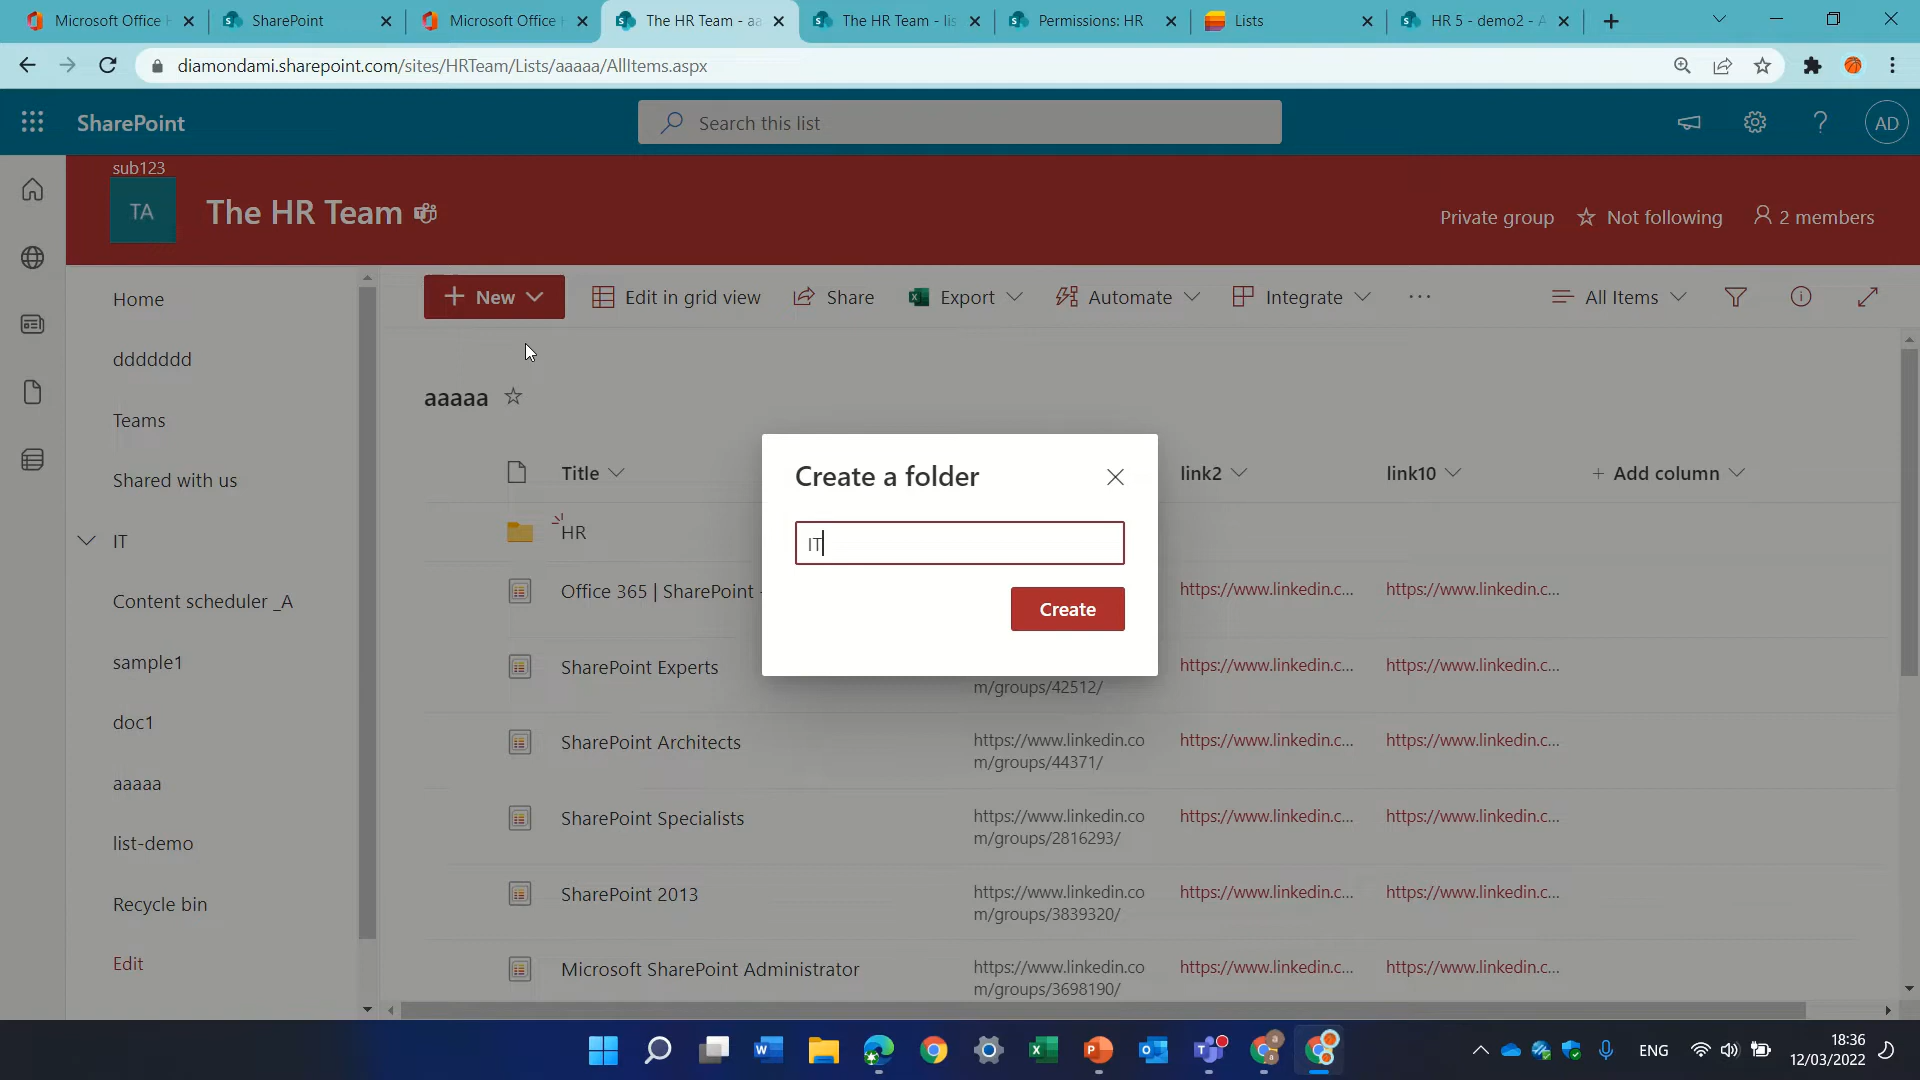 Microsoft Office
SharePoint
Microsoft Office
The HR Team - aa
The HR Team - lis
Permissions: HR
Lists
HR 5 - demo2 - A
diamondami.sharepoint.com/sites/HRTeam/Lists/aaaaa/AllItems.aspx
SharePoint
Search this list
AD
sub123
TA
The HR Team
Private group
Not following
2 members
Home
ddddddd
Teams
Shared with us
IT
Content scheduler _A
sample1
doc1
aaaaa
list-demo
Recycle bin
Edit
New
Edit in grid view
Share
Export
Automate
Integrate
All Items
aaaaa
Title
link2
link10
Add column
HR
Office 365 | SharePoint
https://www.linkedin.c...
https://www.linkedin.c...
SharePoint Experts
m/groups/42512/
https://www.linkedin.c...
https://www.linkedin.c...
SharePoint Architects
https://www.linkedin.co
m/groups/44371/
https://www.linkedin.c...
https://www.linkedin.c...
SharePoint Specialists
https://www.linkedin.co
m/groups/2816293/
https://www.linkedin.c...
https://www.linkedin.c...
SharePoint 2013
https://www.linkedin.co
m/groups/3839320/
https://www.linkedin.c...
https://www.linkedin.c...
Microsoft SharePoint Administrator
https://www.linkedin.co
m/groups/3698190/
https://www.linkedin.c...
https://www.linkedin.c...
Create a folder
IT
Create
ENG
18:36
12/03/2022